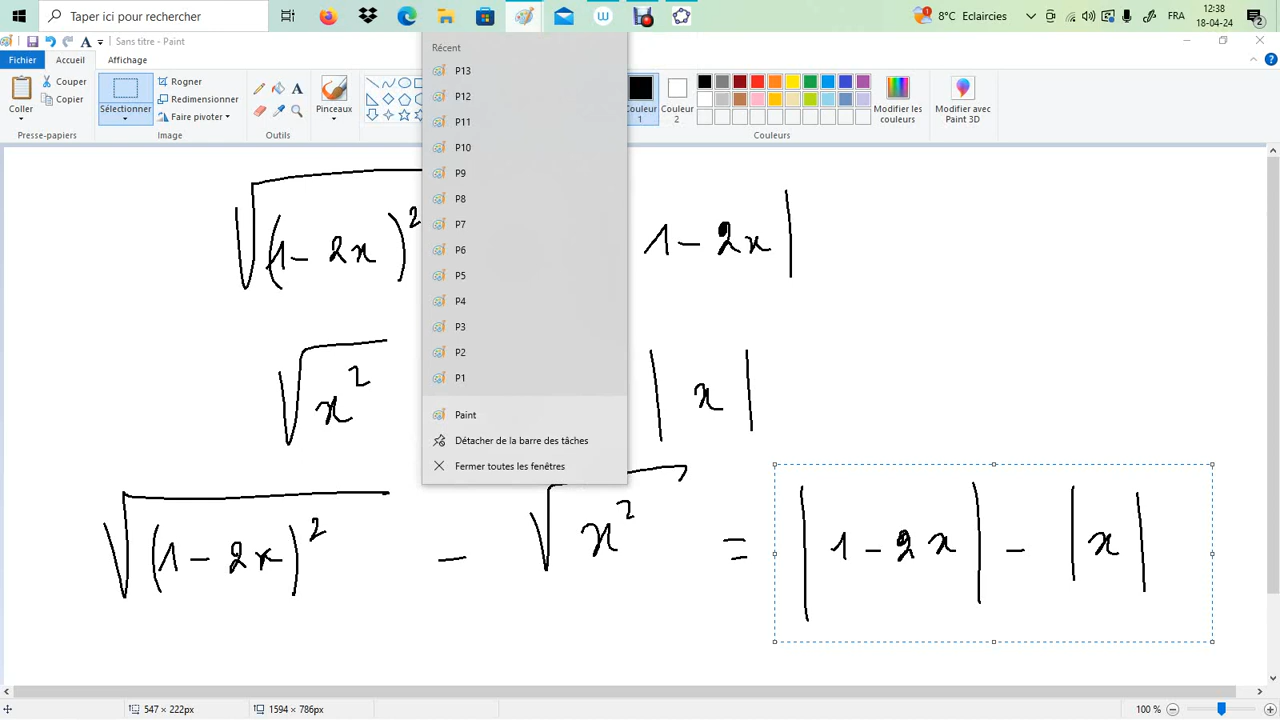 Taper ici pour rechercher
8°C Eclaircies
FRA
12:38
18-04-24
2
Sans titre - Paint
Fichier
Accueil
Affichage
Coller
Couper
Copier
Presse-papiers
Sélectionner
Rogner
Redimensionner
Faire pivoter
Image
Outils
Pinceaux
Couleur
1
Couleur
2
Modifier les
couleurs
Couleurs
Modifier avec
Paint 3D
Récent
P13
P12
P11
P10
P9
P8
P7
P6
P5
P4
P3
P2
P1
Paint
Détacher de la barre des tâches
Fermer toutes les fenêtres
√(1 - 2x)² 1 - 2x|
√x² |x|
√(1 - 2x)² - √x² = |1 - 2x| - |x|
547 × 222px
1594 × 786px
100 %